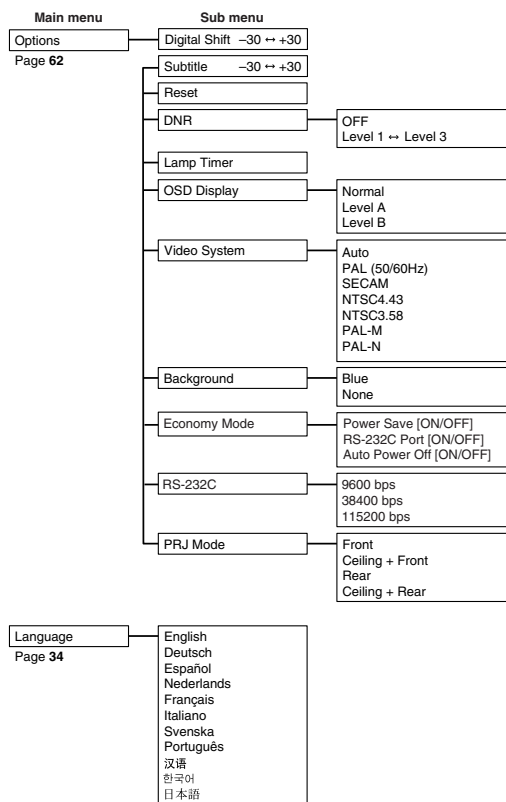 Main menu Sub menu
Options Digital Shift –30 ↔ +30
Page 62
Subtitle –30 ↔ +30
Reset
DNR OFF
Level 1 ↔ Level 3
Lamp Timer
OSD Display Normal
Level A
Level B
Video System Auto
PAL (50/60Hz)
SECAM
NTSC4.43
NTSC3.58
PAL-M
PAL-N
Background Blue
None
Economy Mode Power Save [ON/OFF]
RS-232C Port [ON/OFF]
Auto Power Off [ON/OFF]
RS-232C 9600 bps
38400 bps
115200 bps
PRJ Mode Front
Ceiling + Front
Rear
Ceiling + Rear
Language English
Page 34
Deutsch
Español
Nederlands
Français
Italiano
Svenska
Português
汉语
한국어
日本語